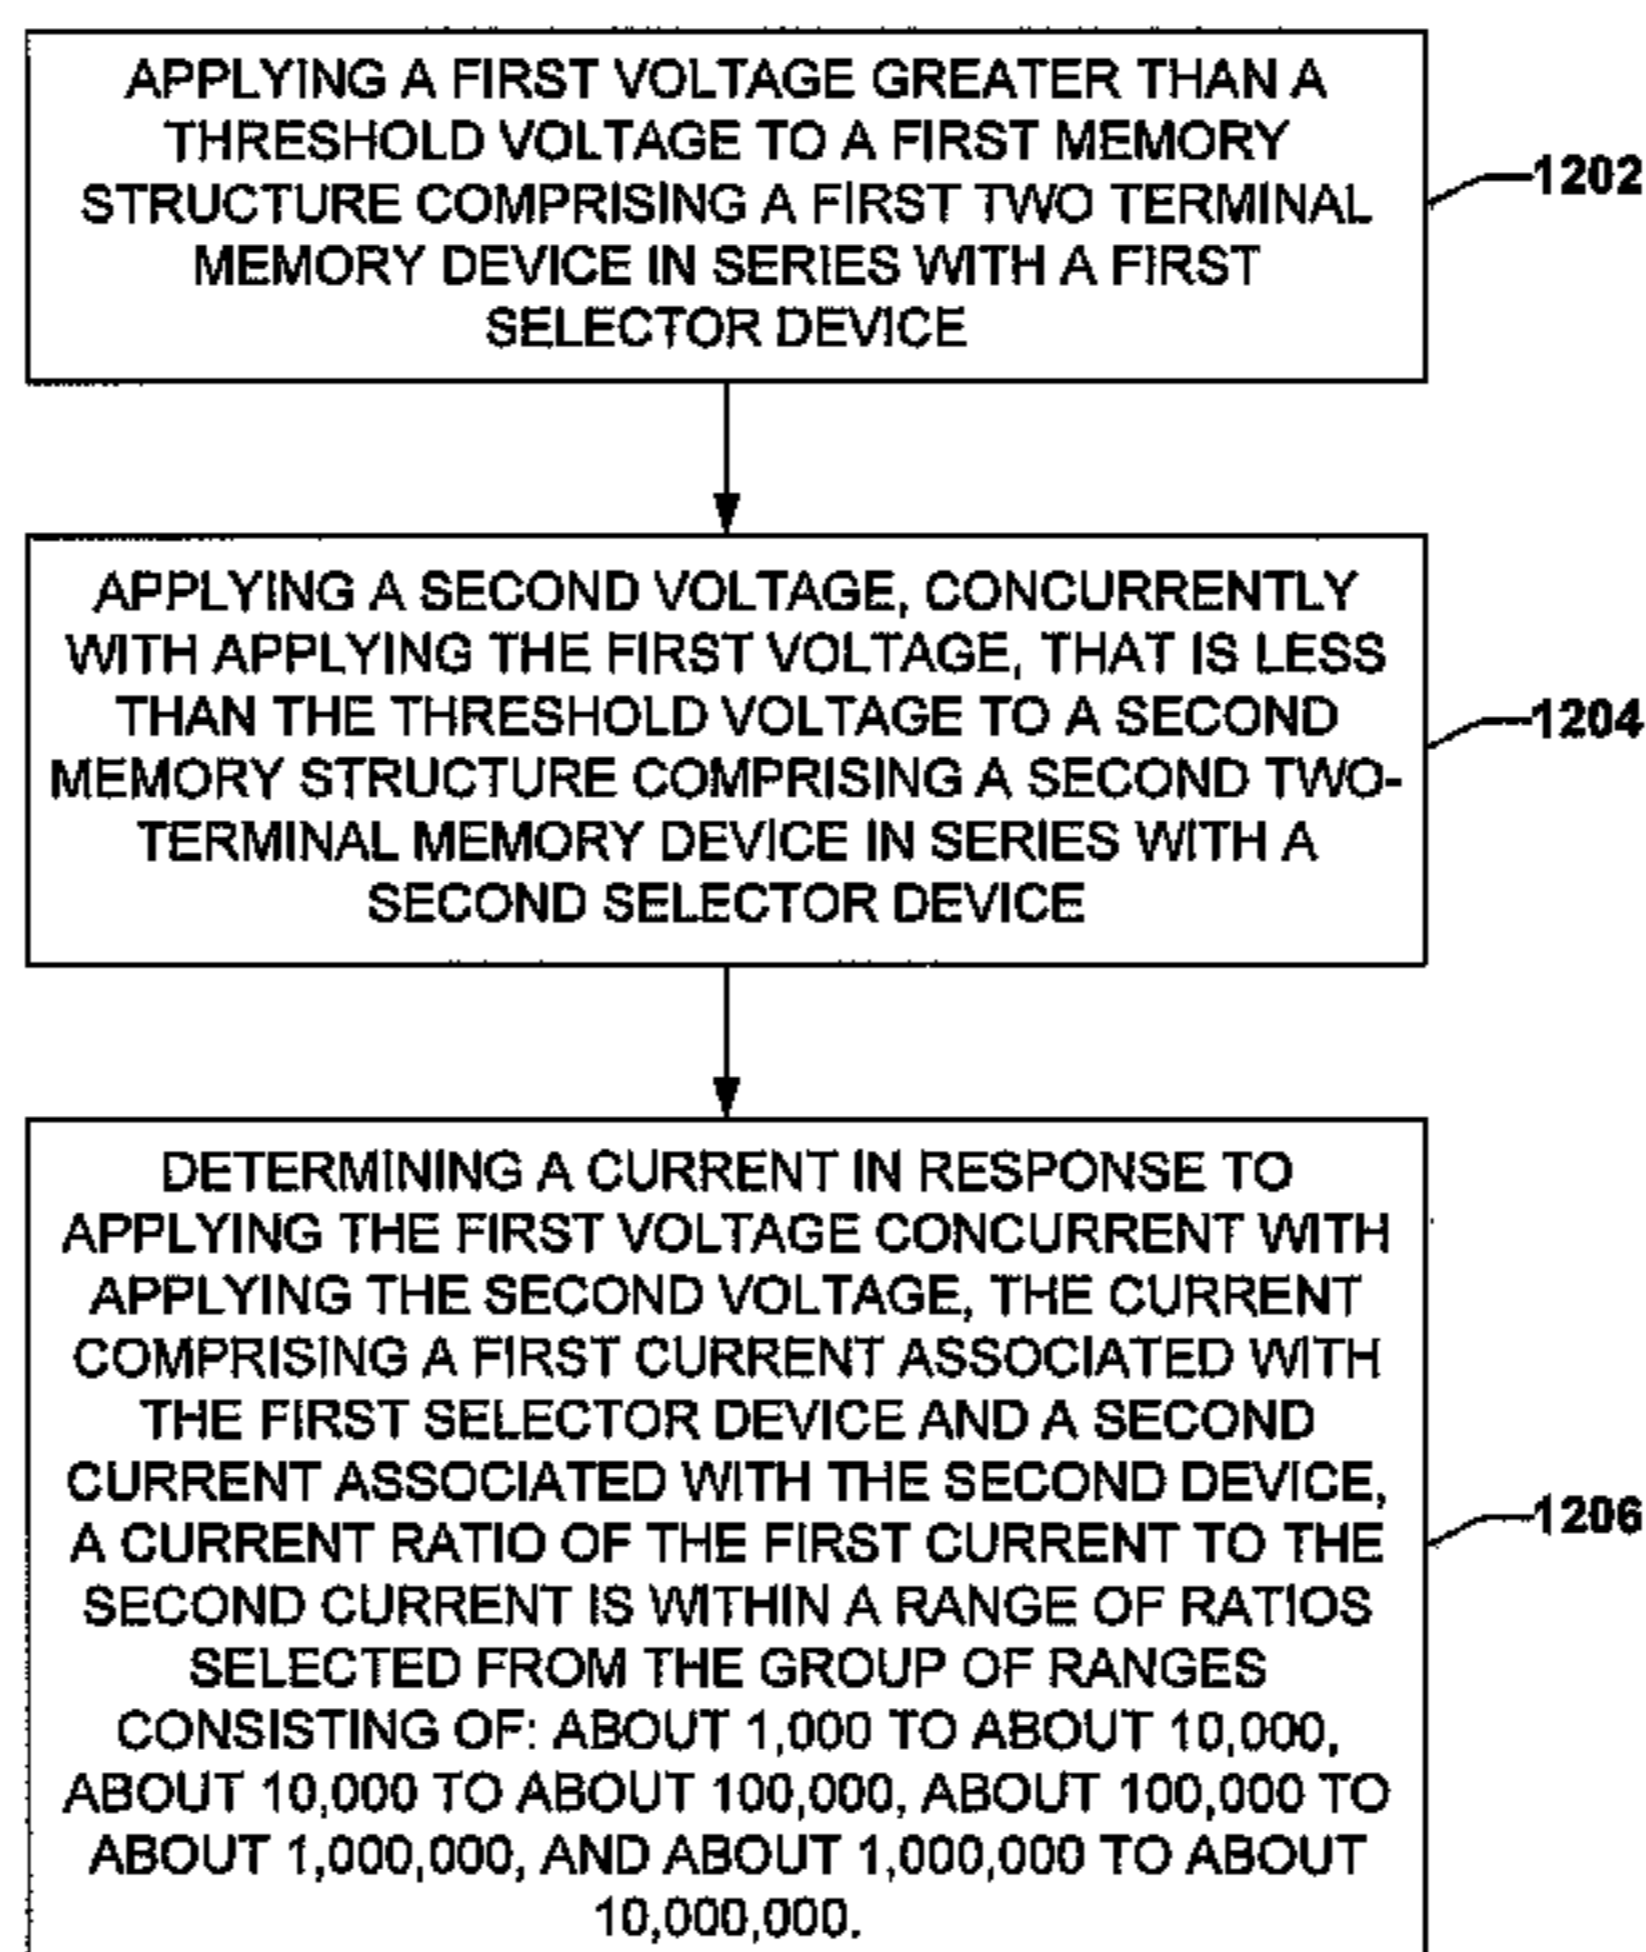 APPLYING A FIRST VOLTAGE GREATER THAN A
THRESHOLD VOLTAGE TO A FIRST MEMORY
STRUCTURE COMPRISING A FIRST TWO TERMINAL
MEMORY DEVICE IN SERIES WITH A FIRST
SELECTOR DEVICE
1202
APPLYING A SECOND VOLTAGE, CONCURRENTLY
WITH APPLYING THE FIRST VOLTAGE, THAT IS LESS
THAN THE THRESHOLD VOLTAGE TO A SECOND
MEMORY STRUCTURE COMPRISING A SECOND TWO-
TERMINAL MEMORY DEVICE IN SERIES WITH A
SECOND SELECTOR DEVICE
1204
DETERMINING A CURRENT IN RESPONSE TO
APPLYING THE FIRST VOLTAGE CONCURRENT WITH
APPLYING THE SECOND VOLTAGE, THE CURRENT
COMPRISING A FIRST CURRENT ASSOCIATED WITH
THE FIRST SELECTOR DEVICE AND A SECOND
CURRENT ASSOCIATED WITH THE SECOND DEVICE,
A CURRENT RATIO OF THE FIRST CURRENT TO THE
SECOND CURRENT IS WITHIN A RANGE OF RATIOS
SELECTED FROM THE GROUP OF RANGES
CONSISTING OF: ABOUT 1,000 TO ABOUT 10,000,
ABOUT 10,000 TO ABOUT 100,000, ABOUT 100,000 TO
ABOUT 1,000,000, AND ABOUT 1,000,000 TO ABOUT
10,000,000.
1206